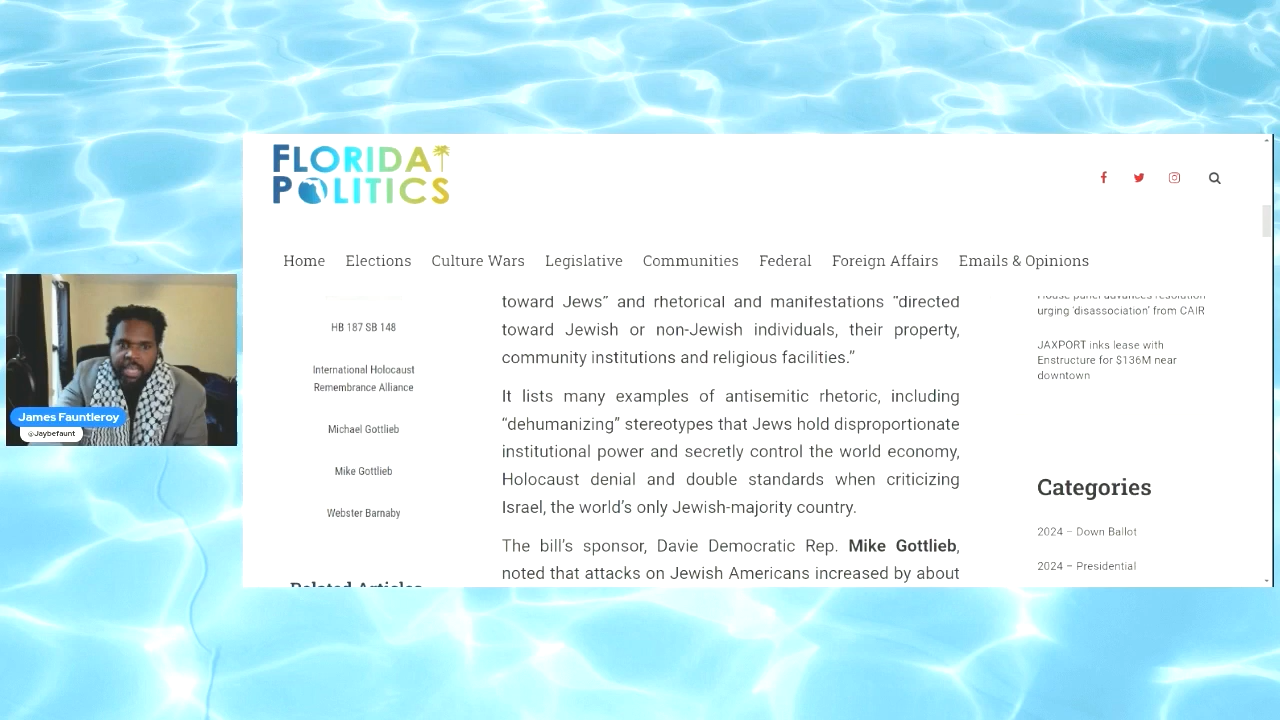 FLORIDA
POLITICS
Home Elections Culture Wars Legislative Communities Federal Foreign Affairs Emails & Opinions
HB 187 SB 148
International Holocaust
Remembrance Alliance
Michael Gottlieb
Mike Gottlieb
Webster Barnaby
Related Articles
toward Jews” and rhetorical and manifestations “directed
toward Jewish or non-Jewish individuals, their property,
community institutions and religious facilities.”
It lists many examples of antisemitic rhetoric, including
“dehumanizing” stereotypes that Jews hold disproportionate
institutional power and secretly control the world economy,
Holocaust denial and double standards when criticizing
Israel, the world’s only Jewish-majority country.
The bill’s sponsor, Davie Democratic Rep. Mike Gottlieb,
noted that attacks on Jewish Americans increased by about
House panel advances resolution
urging ‘disassociation’ from CAIR
JAXPORT inks lease with
Enstructure for $136M near
downtown
Categories
2024 – Down Ballot
2024 – Presidential
James Fauntleroy
@Jaybefaunt